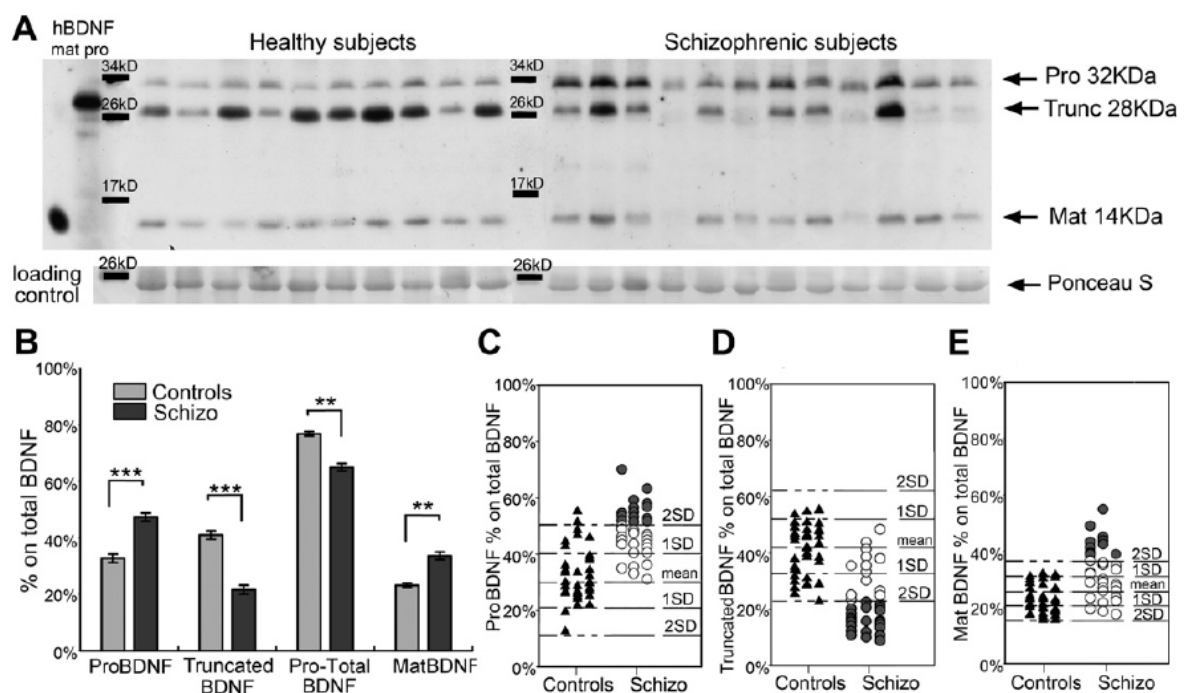 A
hBDNF
mat pro
Healthy subjects
Schizophrenic subjects
34kD
34kD
Pro 32KDa
26kD
26kD
Trunc 28KDa
17kD
17kD
Mat 14KDa
loading
control
26kD
26kD
Ponceau S
B
100%
80%
60%
40%
20%
0%
% on total BDNF
Controls
Schizo
***
***
**
**
ProBDNF
Truncated
BDNF
Pro-Total
BDNF
MatBDNF
C
100%
80%
60%
40%
20%
0%
ProBDNF % on total BDNF
2SD
1SD
mean
1SD
2SD
Controls
Schizo
D
100%
80%
60%
40%
20%
0%
TruncatedBDNF % on total BDNF
2SD
1SD
mean
1SD
2SD
Controls
Schizo
E
100%
80%
60%
40%
20%
0%
Mat BDNF % on total BDNF
2SD
1SD
mean
1SD
2SD
Controls
Schizo